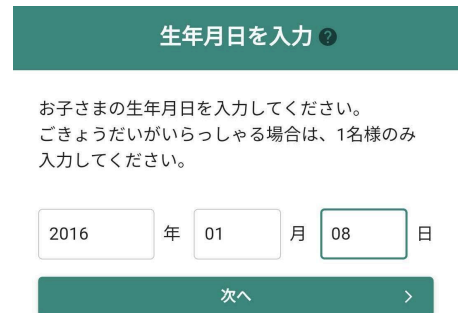 生年月日を入力 ?
お子さまの生年月日を入力してください。
ごきょうだいがいらっしゃる場合は、1名様のみ
入力してください。
2016 年 01 月 08 日
次へ